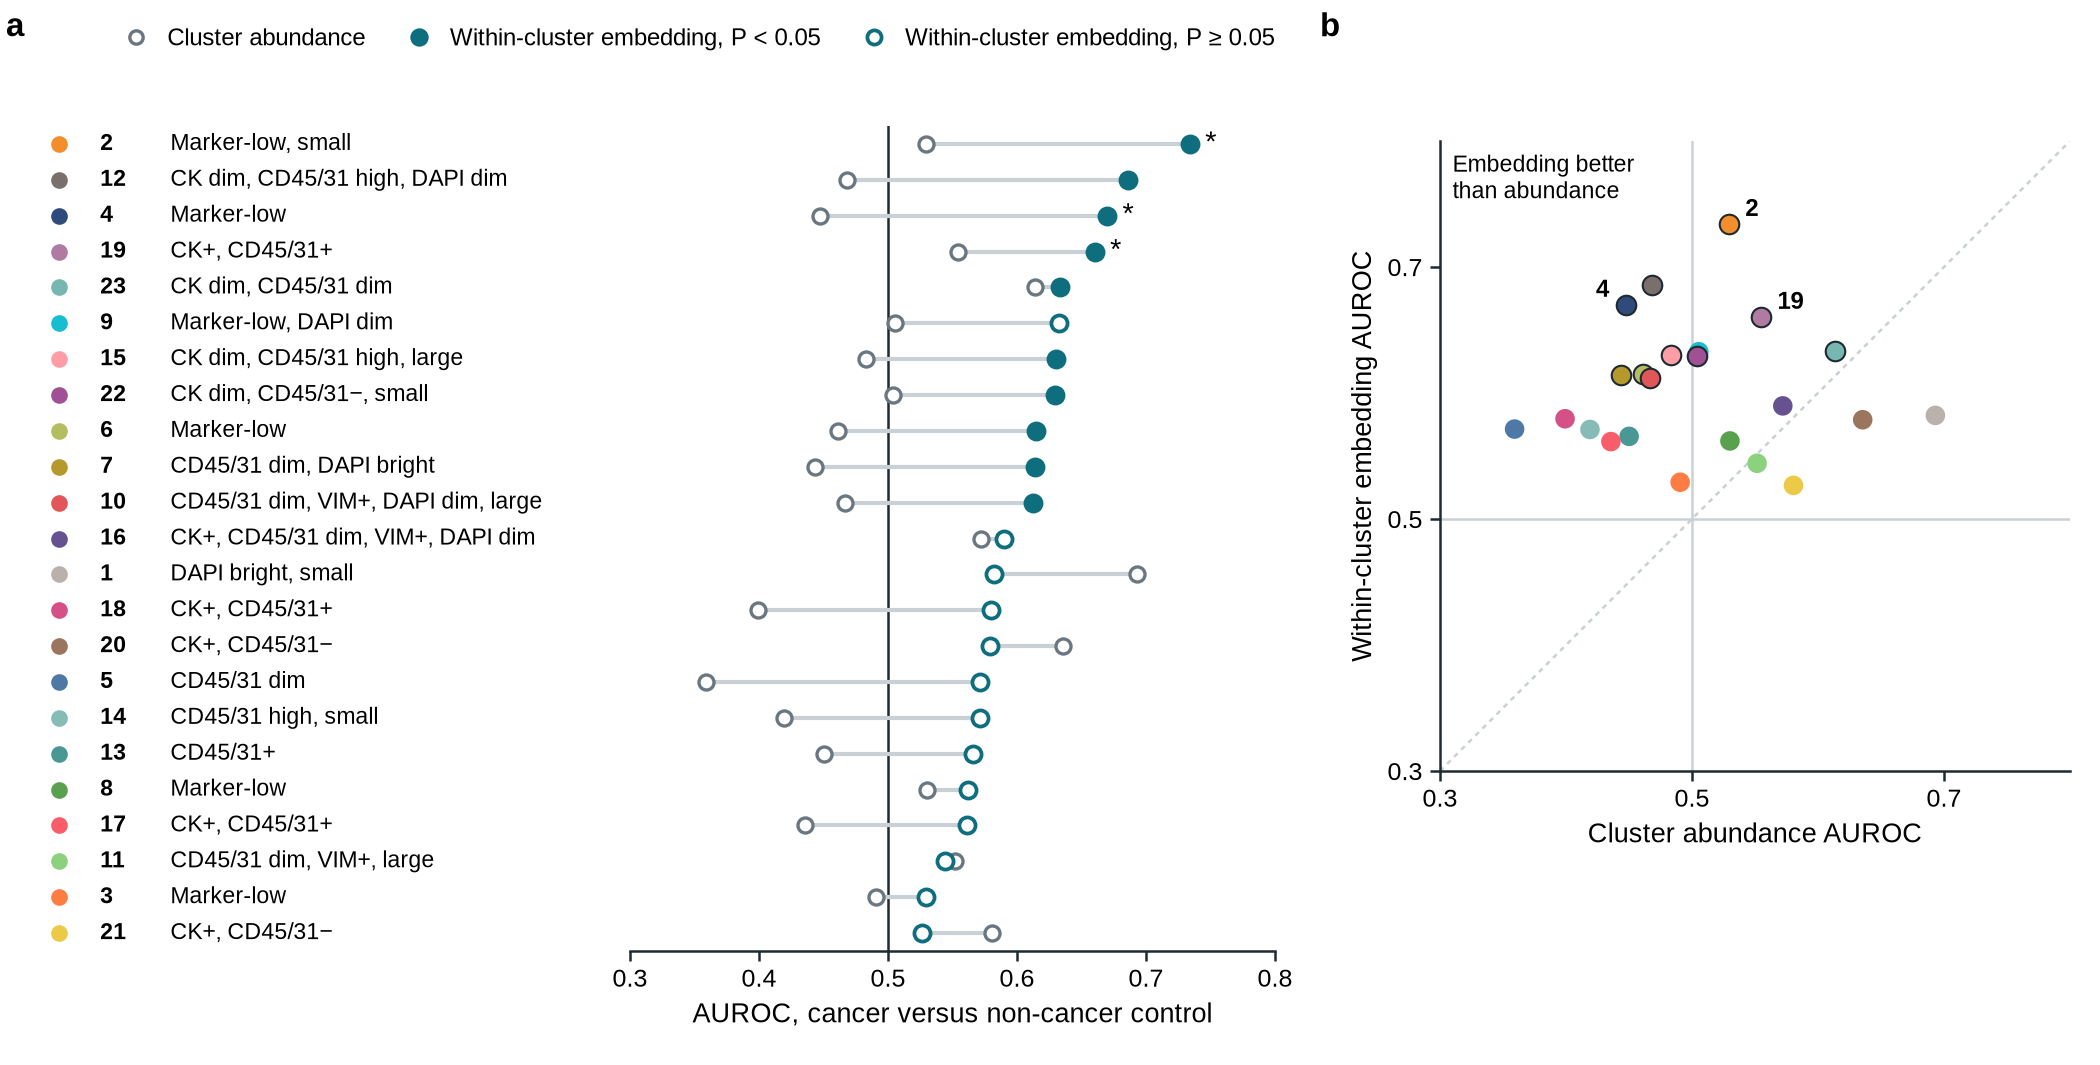 a
Cluster abundance
Within-cluster embedding, P < 0.05
Within-cluster embedding, P ≥ 0.05
2 Marker-low, small *
12 CK dim, CD45/31 high, DAPI dim
4 Marker-low *
19 CK+, CD45/31+ *
23 CK dim, CD45/31 dim
9 Marker-low, DAPI dim
15 CK dim, CD45/31 high, large
22 CK dim, CD45/31−, small
6 Marker-low
7 CD45/31 dim, DAPI bright
10 CD45/31 dim, VIM+, DAPI dim, large
16 CK+, CD45/31 dim, VIM+, DAPI dim
1 DAPI bright, small
18 CK+, CD45/31+
20 CK+, CD45/31−
5 CD45/31 dim
14 CD45/31 high, small
13 CD45/31+
8 Marker-low
17 CK+, CD45/31+
11 CD45/31 dim, VIM+, large
3 Marker-low
21 CK+, CD45/31−
0.3 0.4 0.5 0.6 0.7 0.8
AUROC, cancer versus non-cancer control
b
Embedding better
than abundance
2
4
19
Within-cluster embedding AUROC
0.7
0.5
0.3
0.3 0.5 0.7
Cluster abundance AUROC